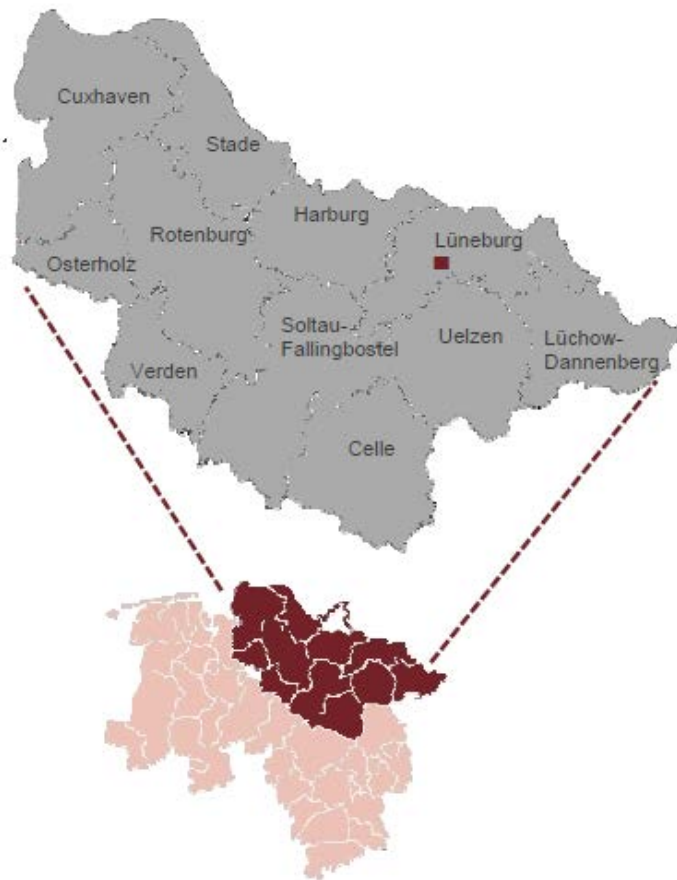 Cuxhaven
Stade
Harburg
Rotenburg
Lüneburg
Osterholz
Soltau-
Fallingbostel
Uelzen
Lüchow-
Dannenberg
Verden
Celle